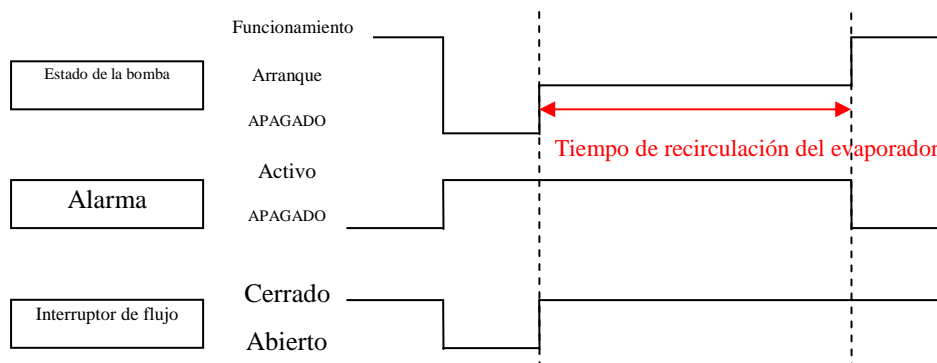 Funcionamiento
Estado de la bomba
Arranque
APAGADO
Tiempo de recirculación del evaporador
Activo
Alarma
APAGADO
Cerrado
Interruptor de flujo
Abierto